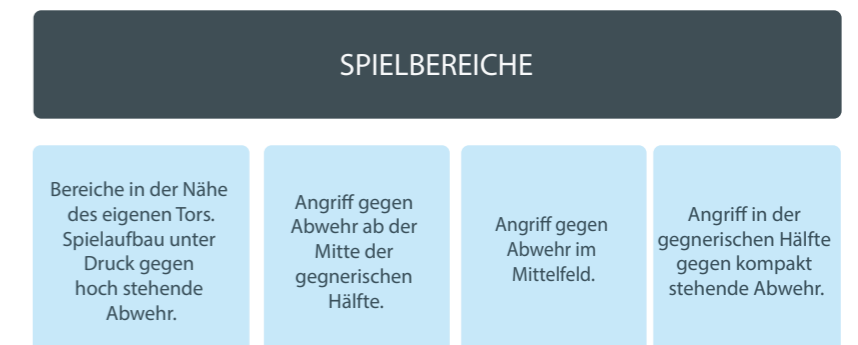 SPIELBEREICHE
Bereiche in der Nähe
des eigenen Tors.
Spielaufbau unter
Druck gegen
hoch stehende
Abwehr.
Angriff gegen
Abwehr ab der
Mitte der
gegnerischen
Hälfte.
Angriff gegen
Abwehr im
Mittelfeld.
Angriff in der
gegnerischen Hälfte
gegen kompakt
stehende Abwehr.